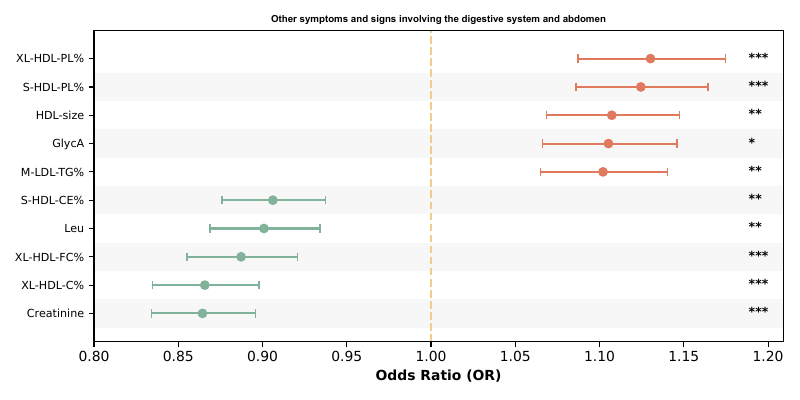 Other symptoms and signs involving the digestive system and abdomen
XL-HDL-PL% ***
S-HDL-PL% ***
HDL-size **
GlycA *
M-LDL-TG% **
S-HDL-CE% **
Leu **
XL-HDL-FC% ***
XL-HDL-C% ***
Creatinine ***
0.80 0.85 0.90 0.95 1.00 1.05 1.10 1.15 1.20
Odds Ratio (OR)